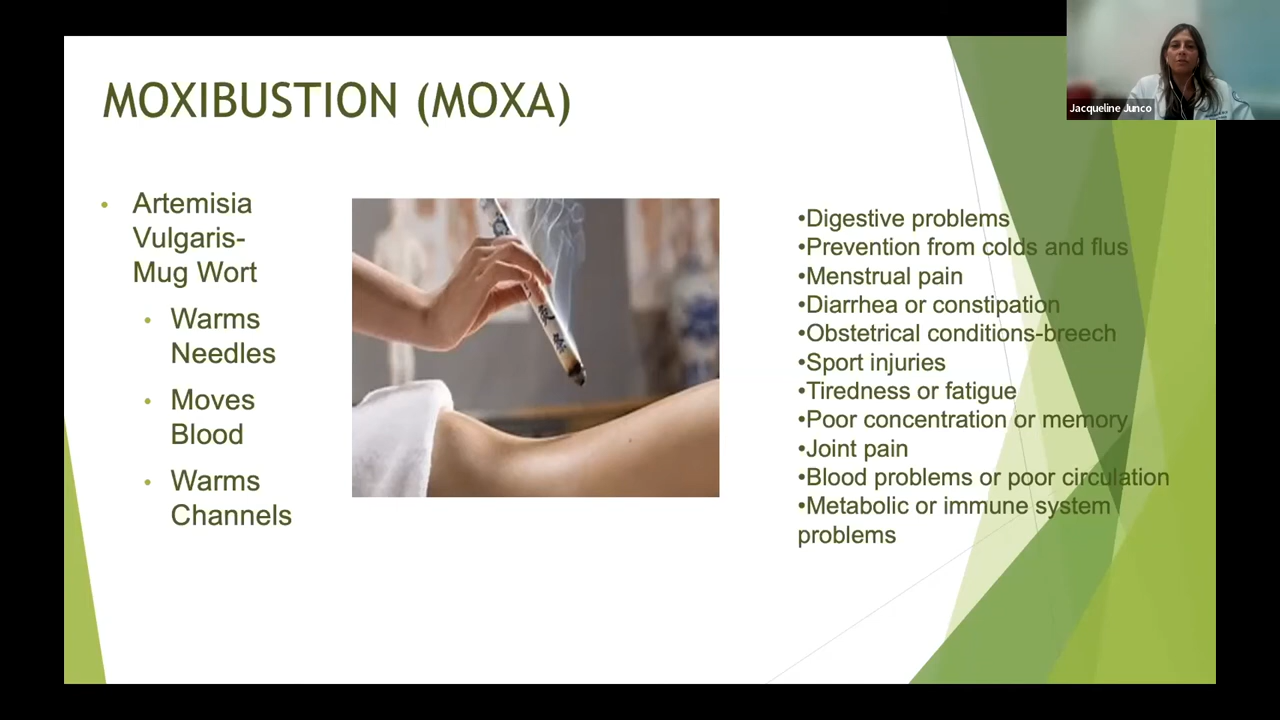 MOXIBUSTION (MOXA)
Jacqueline Junco
• Artemisia
Vulgaris-
Mug Wort
• Warms
Needles
• Moves
Blood
• Warms
Channels
•Digestive problems
•Prevention from colds and flus
•Menstrual pain
•Diarrhea or constipation
•Obstetrical conditions-breech
•Sport injuries
•Tiredness or fatigue
•Poor concentration or memory
•Joint pain
•Blood problems or poor circulation
•Metabolic or immune system
problems